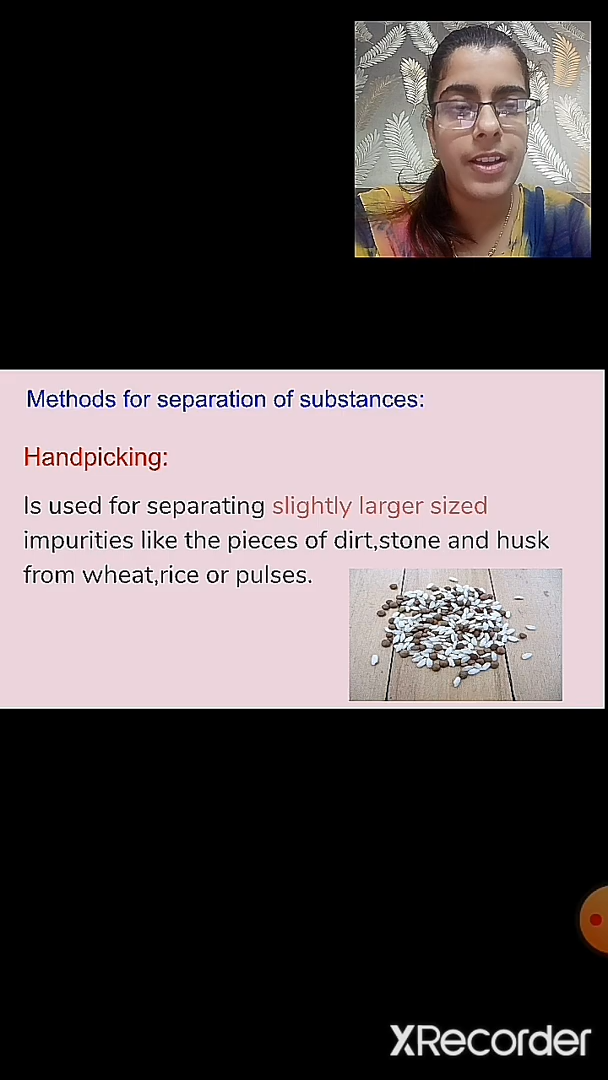 Methods for separation of substances:
Handpicking:
Is used for separating slightly larger sized
impurities like the pieces of dirt,stone and husk
from wheat,rice or pulses.
XRecorder